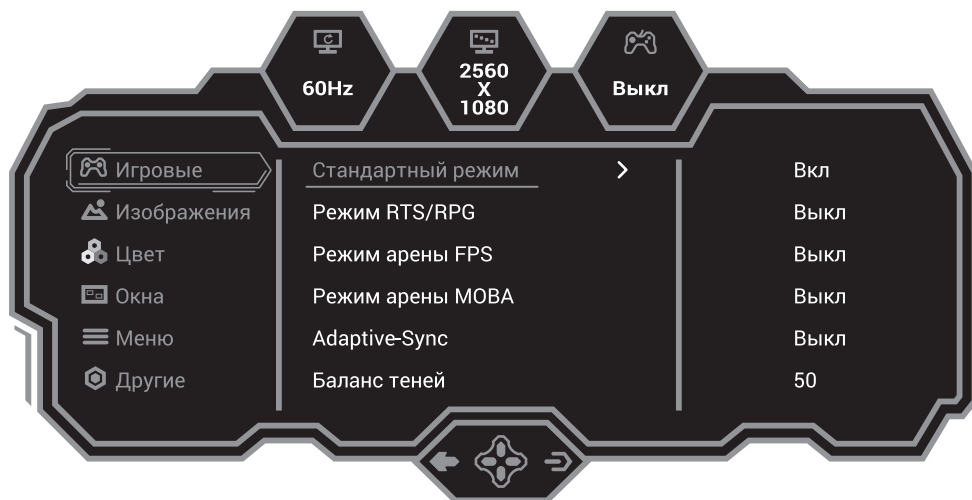 60Hz
2560
X
1080
Выкл
Игровые
Стандартный режим
Вкл
Изображения
Режим RTS/RPG
Выкл
Цвет
Режим арены FPS
Выкл
Окна
Режим арены MOBA
Выкл
Меню
Adaptive-Sync
Выкл
Другие
Баланс теней
50